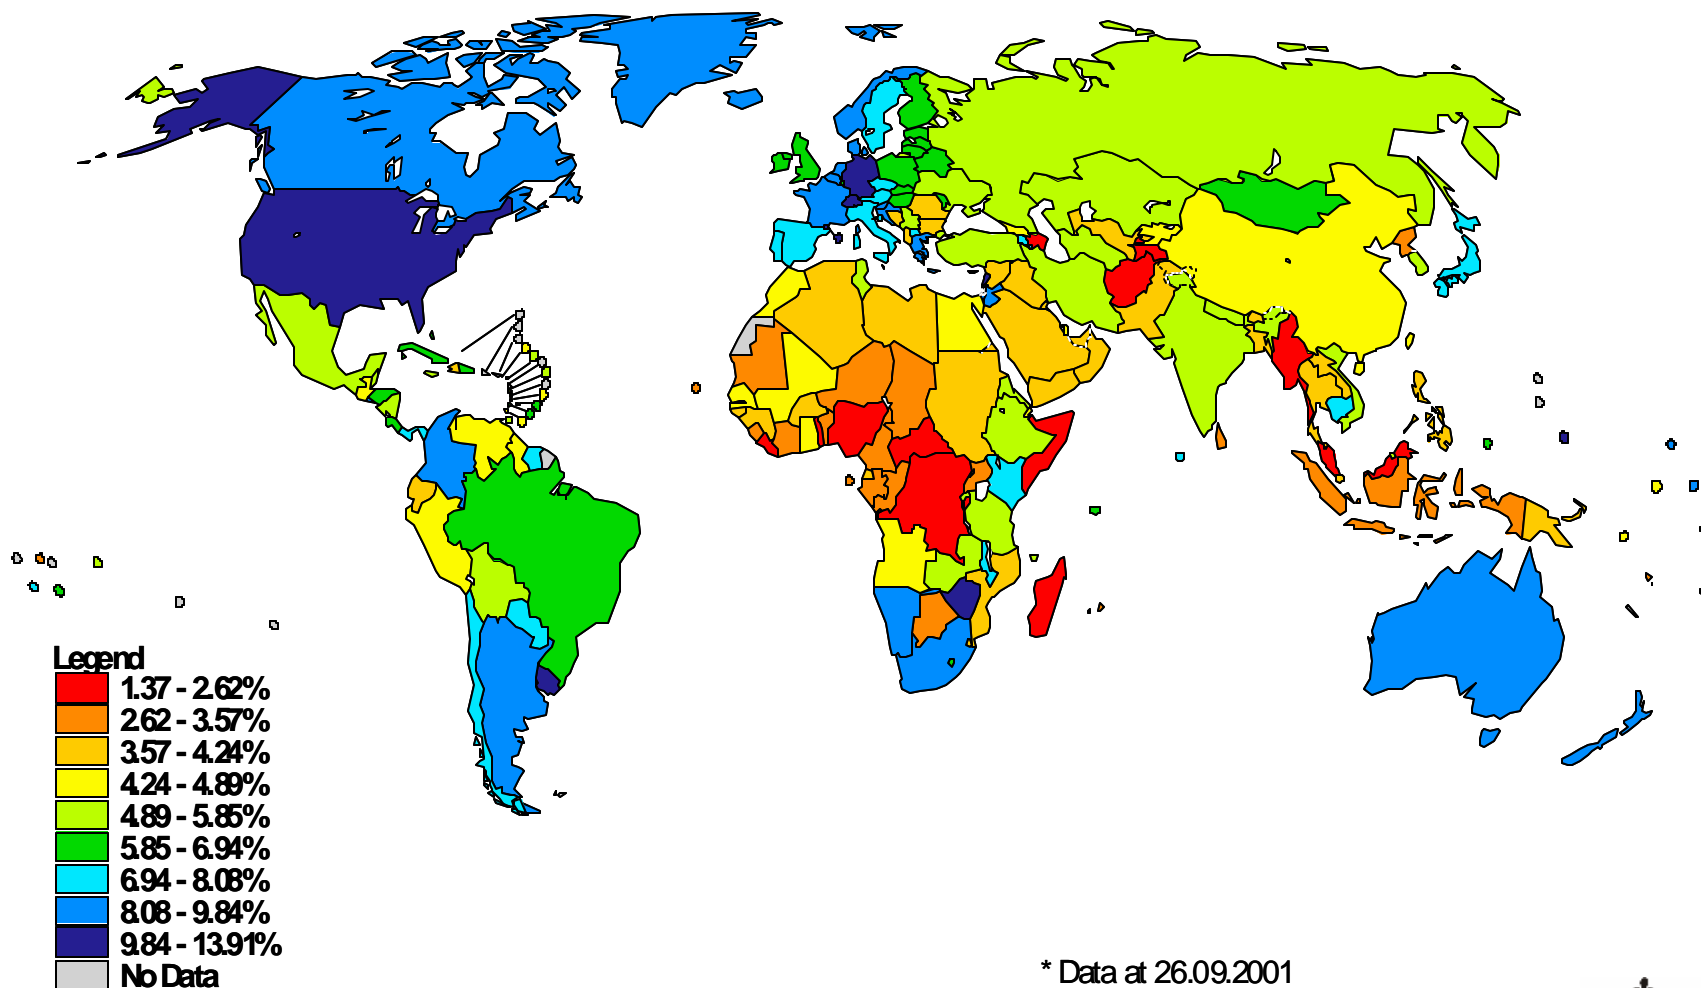 Legend
1.37 - 2.62%
2.62 - 3.57%
3.57 - 4.24%
4.24 - 4.89%
4.89 - 5.85%
5.85 - 6.94%
6.94 - 8.08%
8.08 - 9.84%
9.84 - 13.91%
No Data
* Data at 26.09.2001